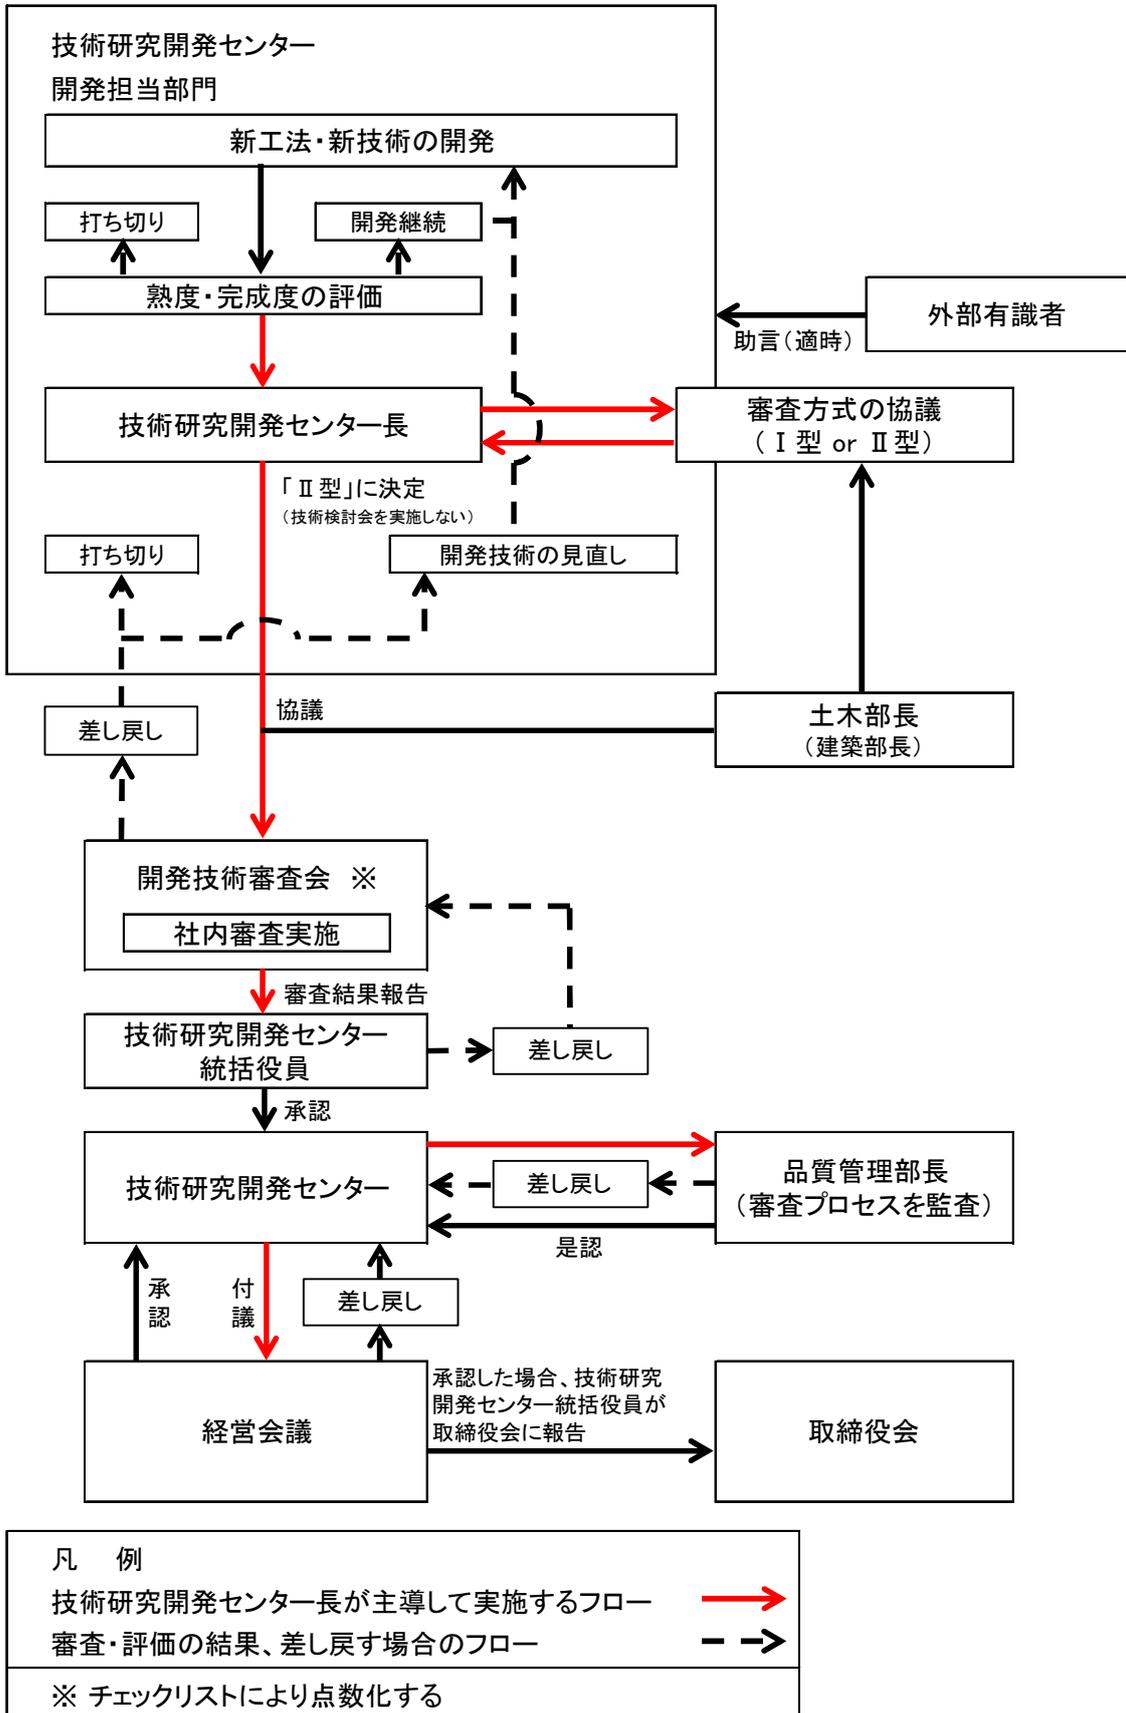 技術研究開発センター
開発担当部門
新工法・新技術の開発
打ち切り
開発継続
熟度・完成度の評価
外部有識者
助言(適時)
技術研究開発センター長
審査方式の協議
(Ⅰ型 or Ⅱ型)
「Ⅱ型」に決定
(技術検討会を実施しない)
打ち切り
開発技術の見直し
差し戻し
協議
土木部長
(建築部長)
開発技術審査会 ※
社内審査実施
審査結果報告
技術研究開発センター
統括役員
差し戻し
承認
技術研究開発センター
差し戻し
品質管理部長
(審査プロセスを監査)
是認
承認
付議
差し戻し
経営会議
承認した場合、技術研究
開発センター統括役員が
取締役会に報告
取締役会
凡 例
技術研究開発センター長が主導して実施するフロー
審査・評価の結果、差し戻す場合のフロー
※ チェックリストにより点数化する